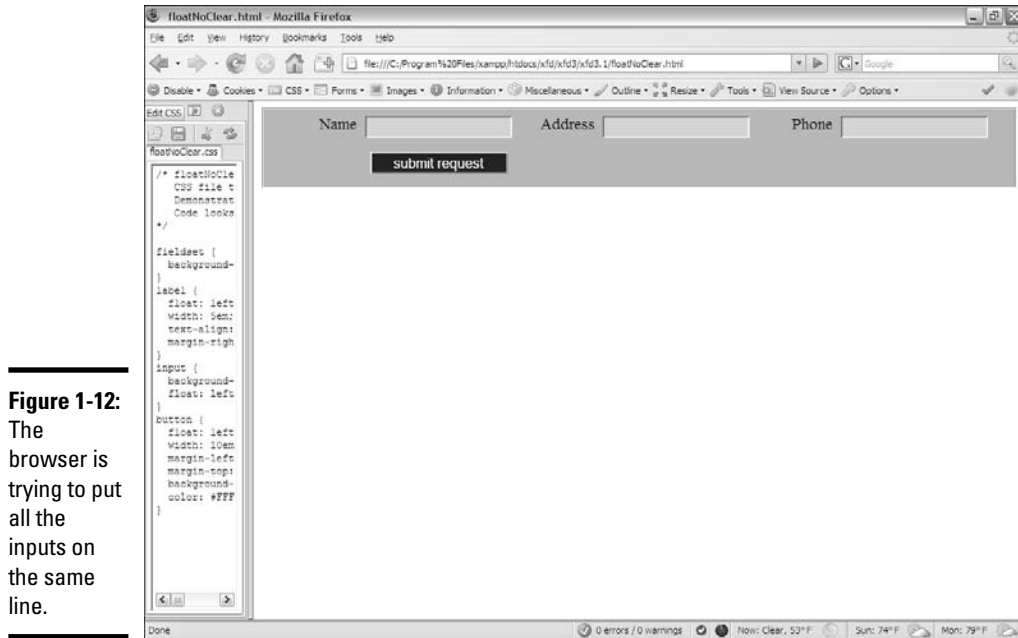 floatNoClear.html - Mozilla Firefox
File Edit View History Bookmarks Tools Help
file:///C:/Program%20Files/xampp/htdocs/xfd/xfd3.1/floatNoClear.html
Google
Disable CSS Cookies Forms Images Information Miscellaneous Outline Resize Tools View Source Options
Edit CSS
floatNoClear.css
/* floatNoCle
CSS file t
Demonstrat
Code looks
*/
fieldset {
background-
}
label {
float: left
width: 5em;
text-align:
margin-righ
}
input {
background-
float: left
}
button {
float: left
width: 10em
margin-left
margin-top:
background-
color: #FFF
}
Name Address Phone
submit request
Done
0 errors / 0 warnings Now: Clear, 53° F Sun: 74° F Mon: 79° F
Figure 1-12:
The
browser is
trying to put
all the
inputs on
the same
line.